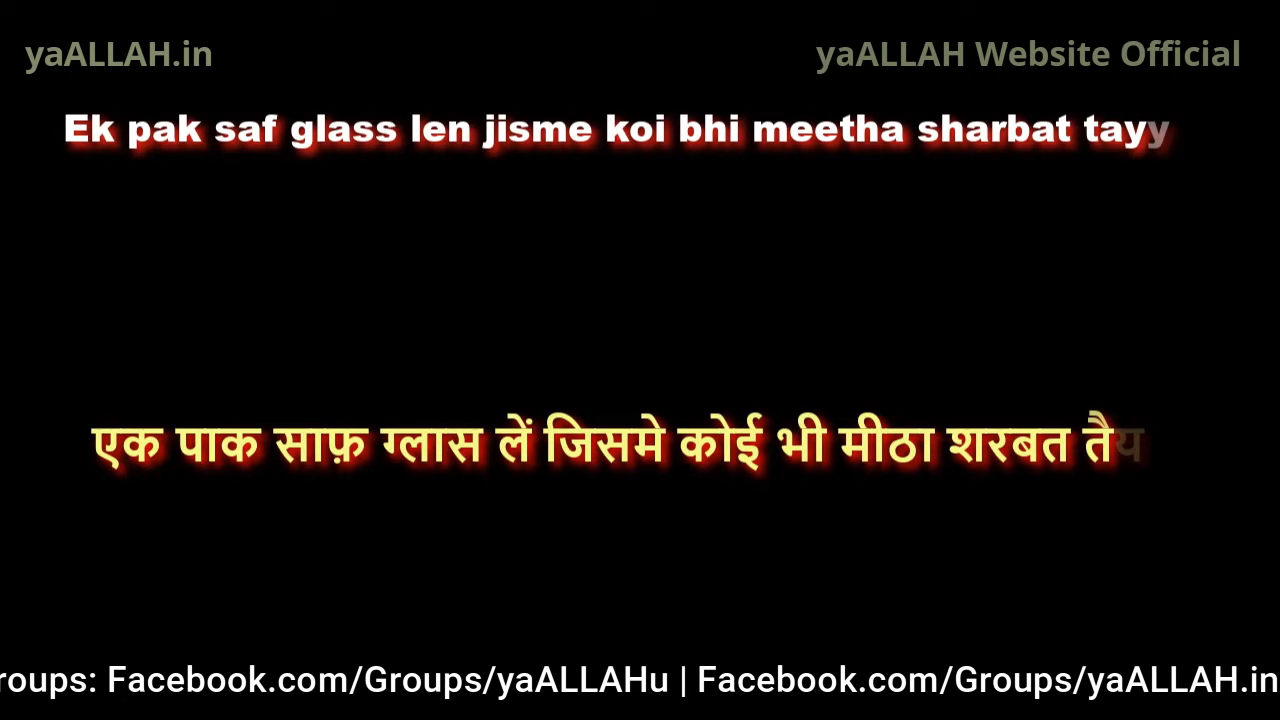 yaALLAH.in
yaALLAH Website Official
Ek pak saf glass len jisme koi bhi meetha sharbat tayy
एक पाक साफ़ ग्लास लें जिसमे कोई भी मीठा शरबत तैय
roups: Facebook.com/Groups/yaALLAHu | Facebook.com/Groups/yaALLAH.in